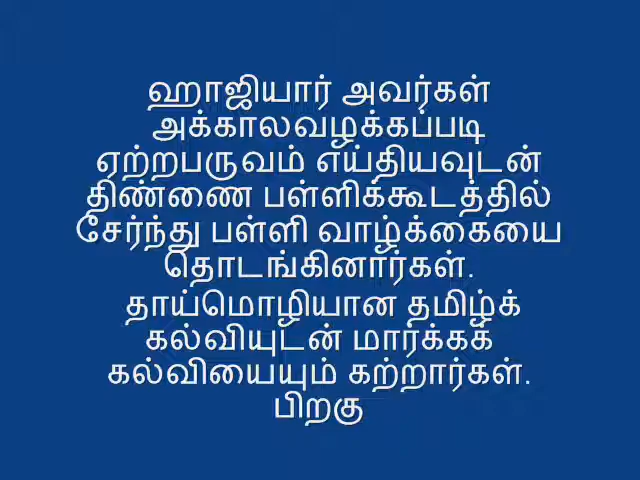 ஹாஜியார் அவர்கள்
அக்காலவழக்கப்படி
ஏற்றபருவம் எய்தியவுடன்
திண்ணை பள்ளிக்கூடத்தில்
சேர்ந்து பள்ளி வாழ்க்கையை
தொடங்கினார்கள்.
தாய்மொழியான தமிழ்க்
கல்வியுடன் மார்க்கக்
கல்வியையும் கற்றார்கள்.
பிறகு